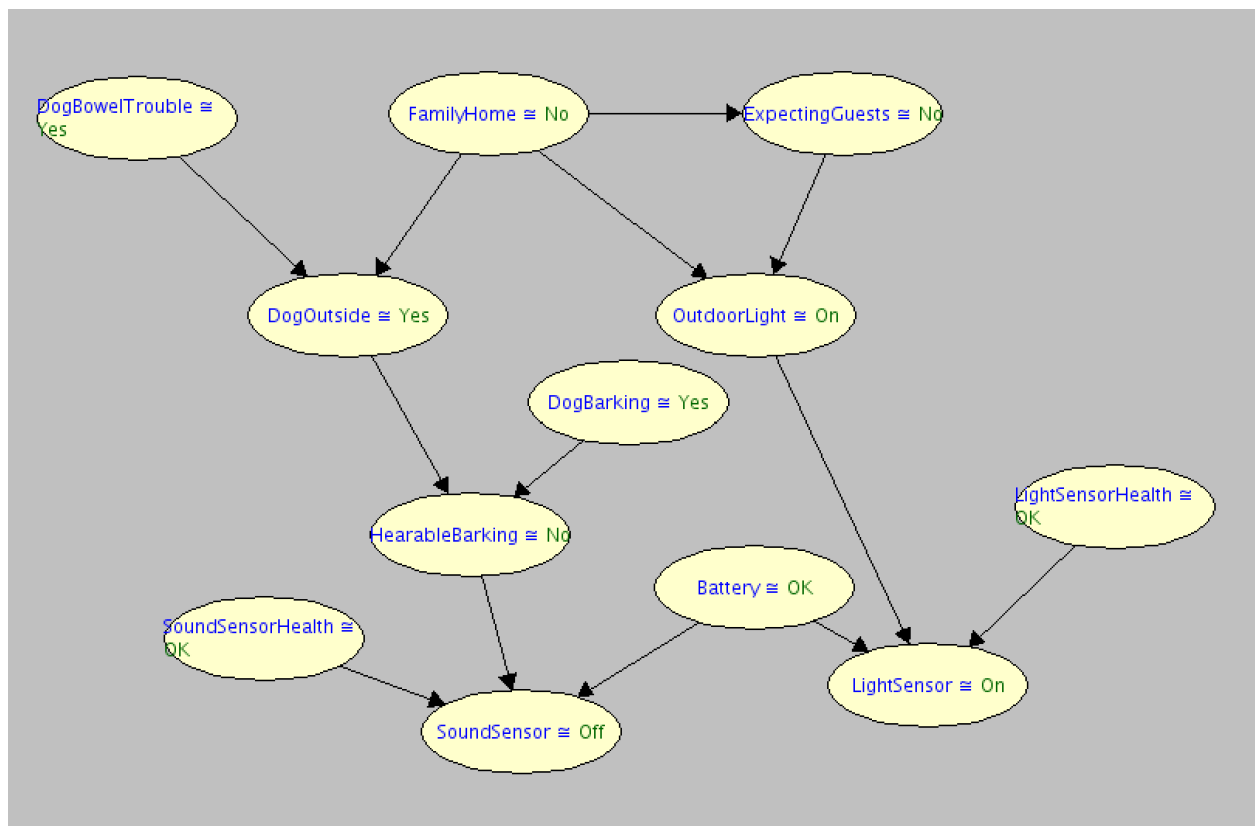 DogBowelTrouble ≅
Yes
FamilyHome ≅ No
ExpectingGuests ≅ No
DogOutside ≅ Yes
OutdoorLight ≅ On
DogBarking ≅ Yes
LightSensorHealth ≅
OK
HearableBarking ≅ No
Battery ≅ OK
SoundSensorHealth ≅
OK
LightSensor ≅ On
SoundSensor ≅ Off